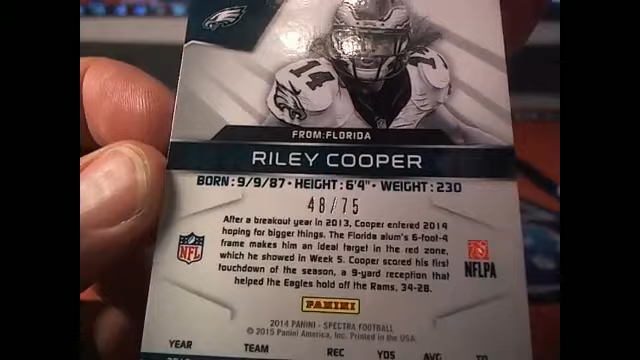 14
7
FROM:FLORIDA
RILEY COOPER
BORN: 9/9/87 • HEIGHT: 6'4" • WEIGHT: 230
48/75
After a breakout year in 2013, Cooper entered 2014
hoping for bigger things. The Florida alum's 6-foot-4
frame makes him an ideal target in the red zone,
which he showed in Week 5. Cooper scored his first
touchdown of the season, a 9-yard reception that
helped the Eagles hold off the Rams, 34-28.
NFL
NFLPA
PANINI
2014 PANINI - SPECTRA FOOTBALL
© 2015 Panini America, Inc. Printed in the USA.
YEAR TEAM REC YDS AVG TD